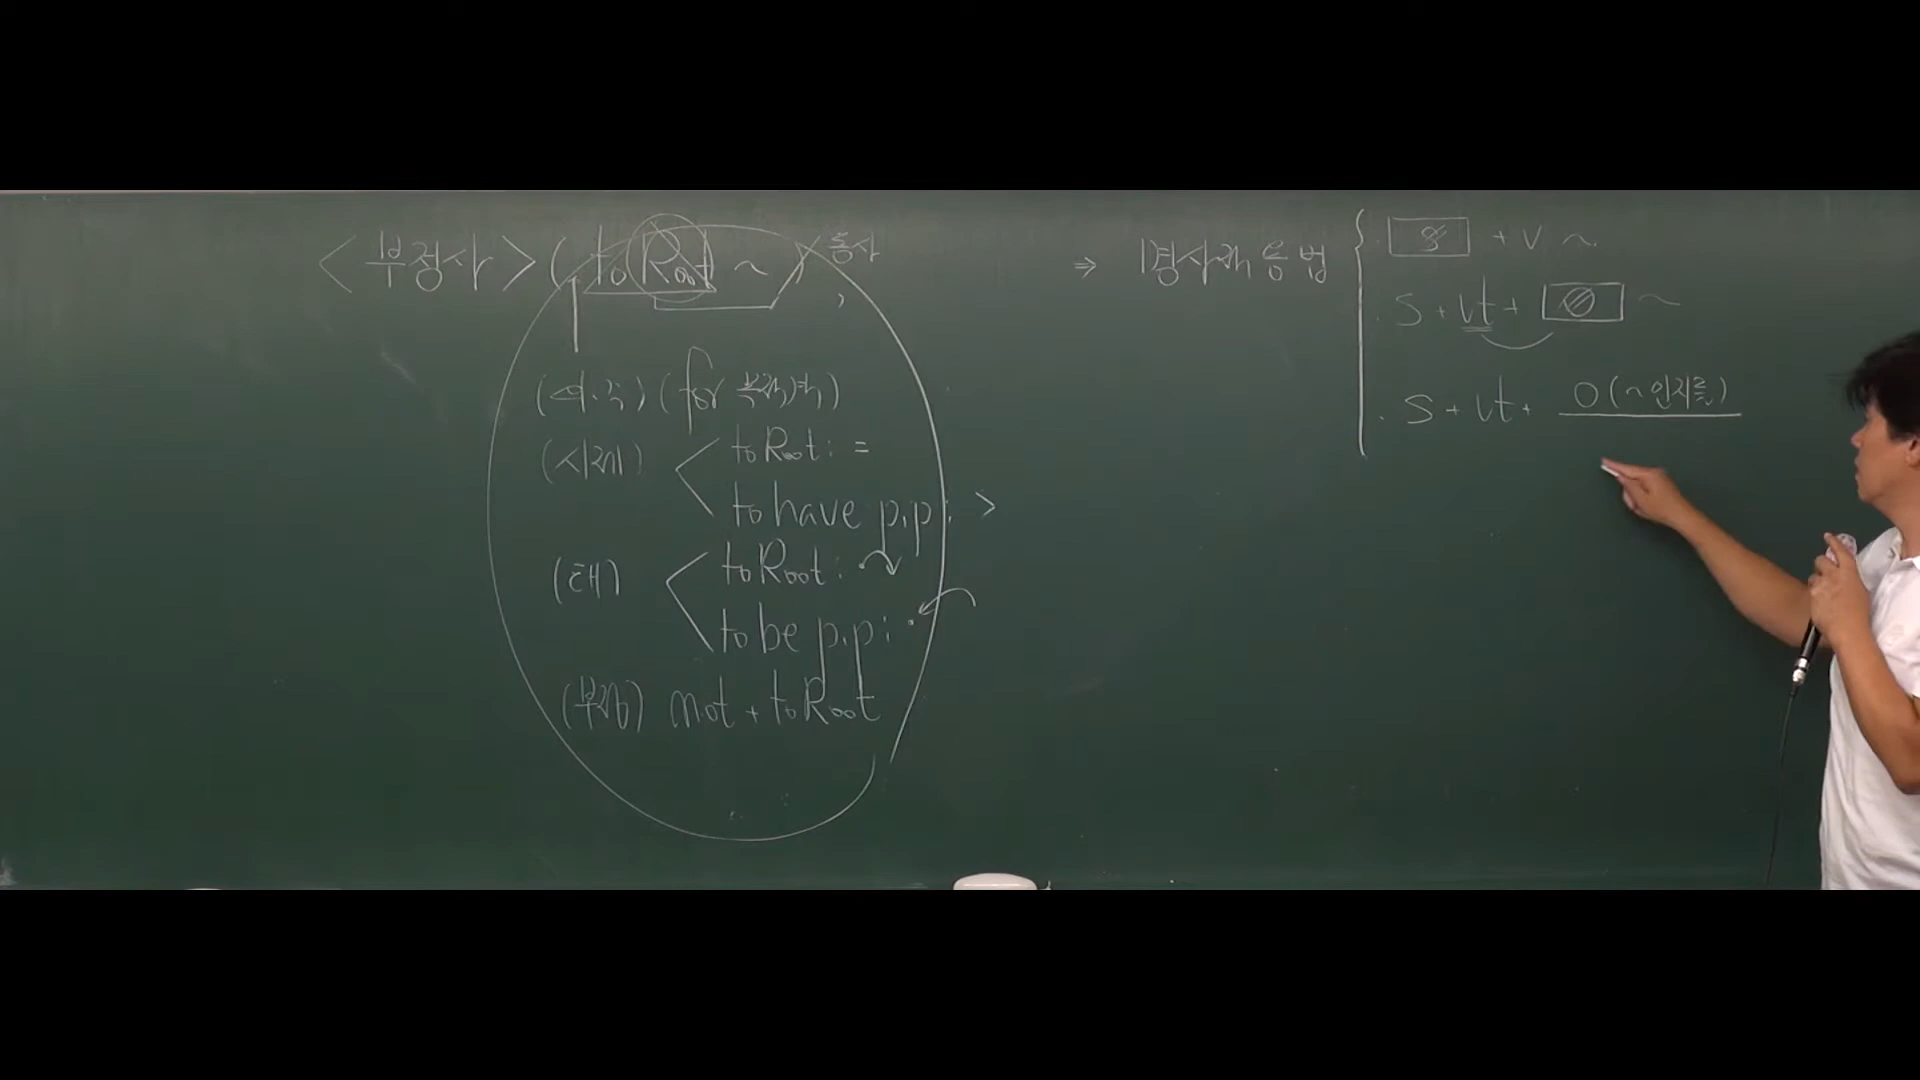 <부정사> ( to Root ~ 동사
(의.주) (for 목적격)
(시제) to Root : =
to have p.p : >
(태) to Root :
to be p.p :
(부정) not + to Root
⇒ 명사적 용법
S + V ~
S + Vt + O ~
S + Vt + O (~인지를)